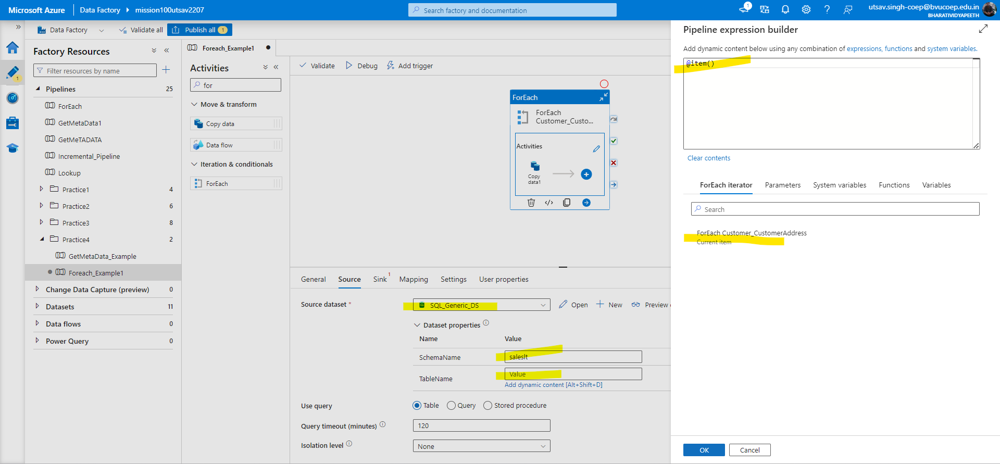 Microsoft Azure
Data Factory
mission100utsav2207
Search factory and documentation
1
utsav.singh-coep@bvucoep.edu.in
BHARATIVIDYAPEETH
Data Factory
Validate all
Publish all 1
1
Factory Resources
Filter resources by name
Pipelines 25
ForEach
GetMetaData1
GetMeTADATA
Incremental_Pipeline
Lookup
Practice1 4
Practice2 6
Practice3 8
Practice4 2
GetMetaData_Example
Foreach_Example1
Change Data Capture (preview) 0
Datasets 11
Data flows 0
Power Query 0
Foreach_Example1
Activities
for
Move & transform
Copy data
Data flow
Iteration & conditionals
ForEach
Validate Debug Add trigger
ForEach
ForEach
Customer_Custo...
Activities
Copy
data1
General Source Sink 1 Mapping Settings User properties
Source dataset *
SQL_Generic_DS
Open New Preview
Dataset properties
Name Value
SchemaName saleslt
TableName Value
Add dynamic content [Alt+Shift+D]
Use query Table Query Stored procedure
Query timeout (minutes) 120
Isolation level None
Pipeline expression builder
Add dynamic content below using any combination of expressions, functions and system variables.
@item()
Clear contents
ForEach iterator Parameters System variables Functions Variables
Search
ForEach Customer_CustomerAddress
Current item
OK Cancel